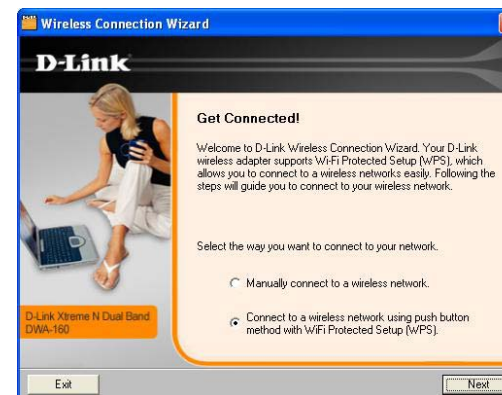 Wireless Connection Wizard
D-Link
Get Connected!
Welcome to D-Link Wireless Connection Wizard. Your D-Link
wireless adapter supports Wi-Fi Protected Setup (WPS), which
allows you to connect to a wireless networks easily. Following the
steps will guide you to connect to your wireless network.
Select the way you want to connect to your network.
Manually connect to a wireless network.
Connect to a wireless network using push button
method with WiFi Protected Setup (WPS).
D-Link Xtreme N Dual Band
DWA-160
Exit
Next